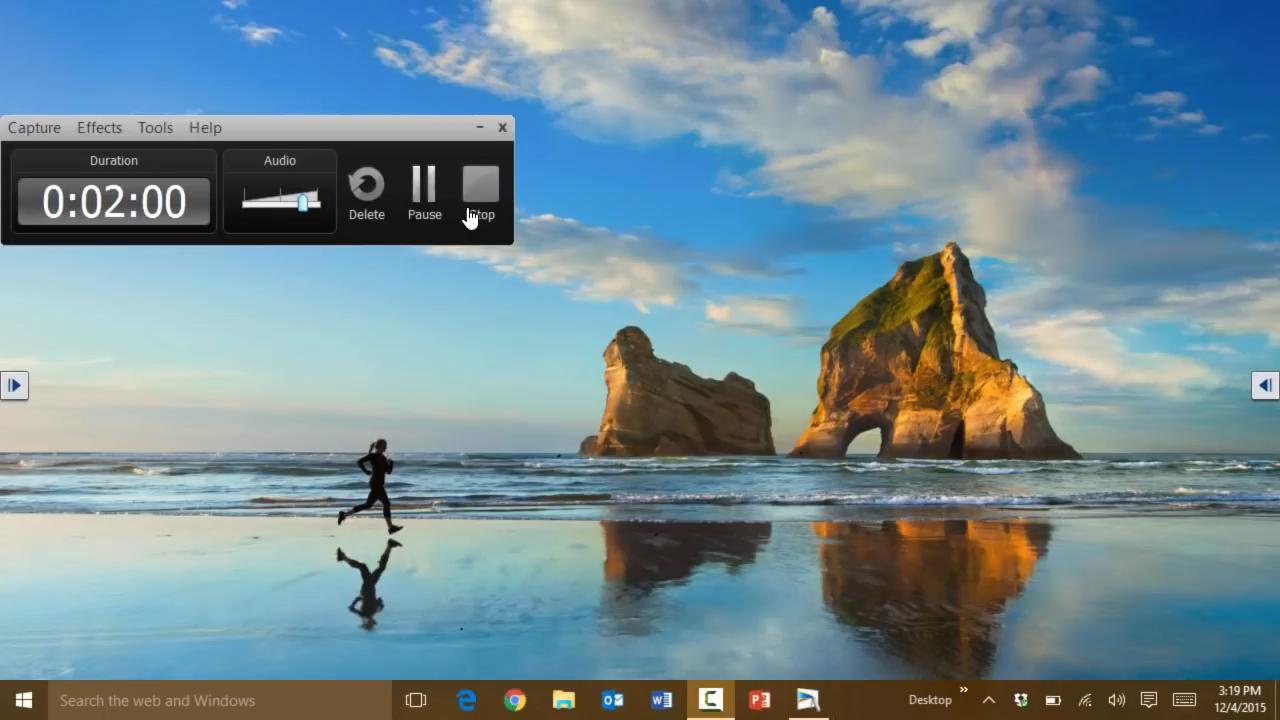 Capture Effects Tools Help
Duration
Audio
0:02:00
Delete
Pause
Stop
Search the web and Windows
Desktop
3:19 PM
12/4/2015